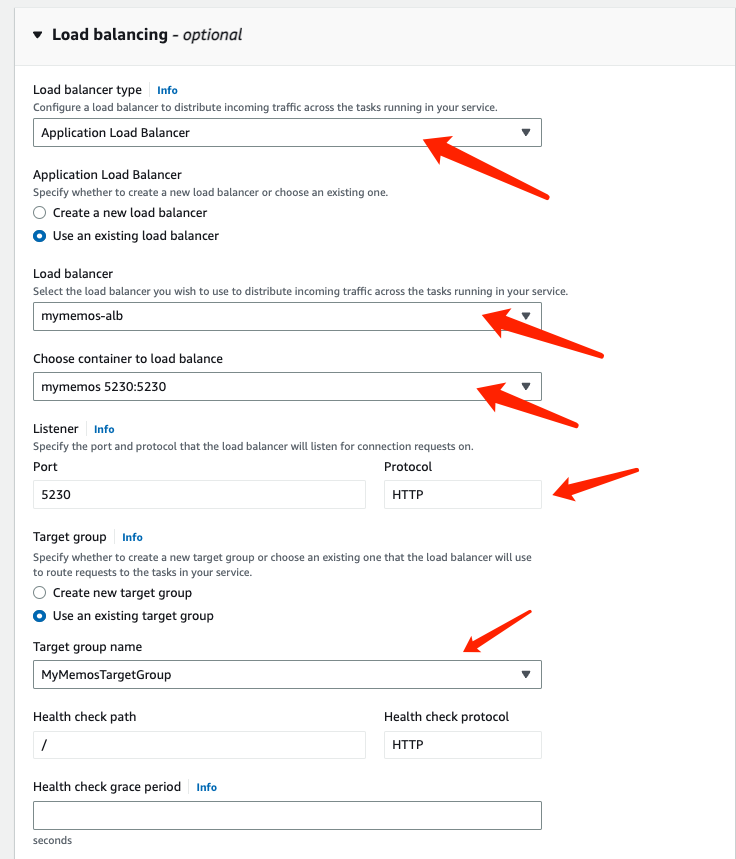 Load balancing - optional
Load balancer type Info
Configure a load balancer to distribute incoming traffic across the tasks running in your service.
Application Load Balancer
Application Load Balancer
Specify whether to create a new load balancer or choose an existing one.
Create a new load balancer
Use an existing load balancer
Load balancer
Select the load balancer you wish to use to distribute incoming traffic across the tasks running in your service.
mymemos-alb
Choose container to load balance
mymemos 5230:5230
Listener Info
Specify the port and protocol that the load balancer will listen for connection requests on.
Port Protocol
5230 HTTP
Target group Info
Specify whether to create a new target group or choose an existing one that the load balancer will use
to route requests to the tasks in your service.
Create new target group
Use an existing target group
Target group name
MyMemosTargetGroup
Health check path Health check protocol
/ HTTP
Health check grace period Info
seconds